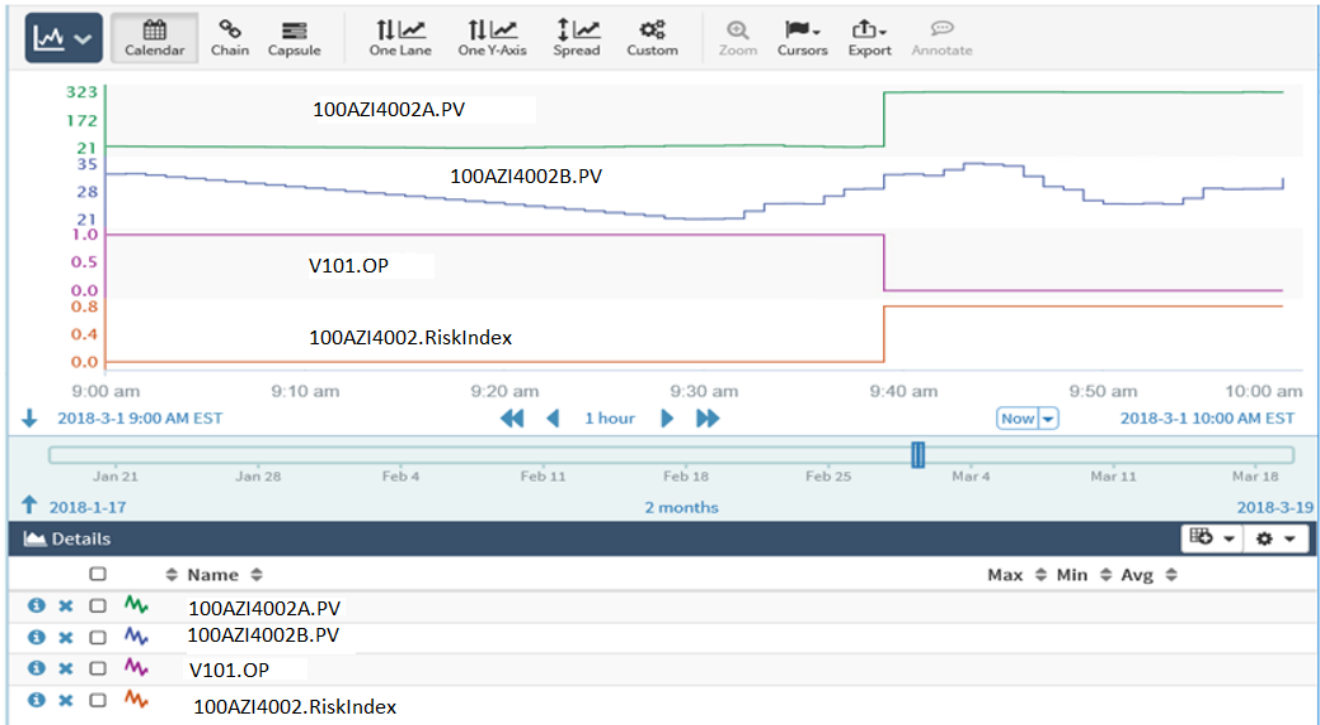 Calendar Chain Capsule One Lane One Y-Axis Spread Custom Zoom Cursors Export Annotate
323
100AZI4002A.PV
172
21
35
100AZI4002B.PV
28
21
1.0
V101.OP
0.5
0.0
0.8
100AZI4002.RiskIndex
0.4
0.0
9:00 am 9:10 am 9:20 am 9:30 am 9:40 am 9:50 am 10:00 am
2018-3-1 9:00 AM EST 1 hour Now 2018-3-1 10:00 AM EST
Jan 21 Jan 28 Feb 4 Feb 11 Feb 18 Feb 25 Mar 4 Mar 11 Mar 18
2018-1-17 2 months 2018-3-19
Details
Name Max Min Avg
100AZI4002A.PV
100AZI4002B.PV
V101.OP
100AZI4002.RiskIndex